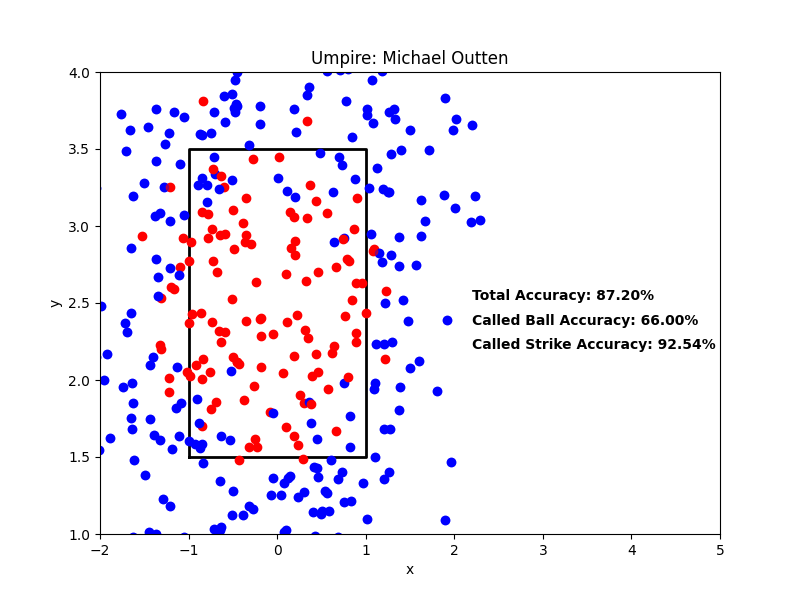 Umpire: Michael Outten
4.0
3.5
3.0
2.5
2.0
1.5
1.0
y
Total Accuracy: 87.20%
Called Ball Accuracy: 66.00%
Called Strike Accuracy: 92.54%
−2 −1 0 1 2 3 4 5
x